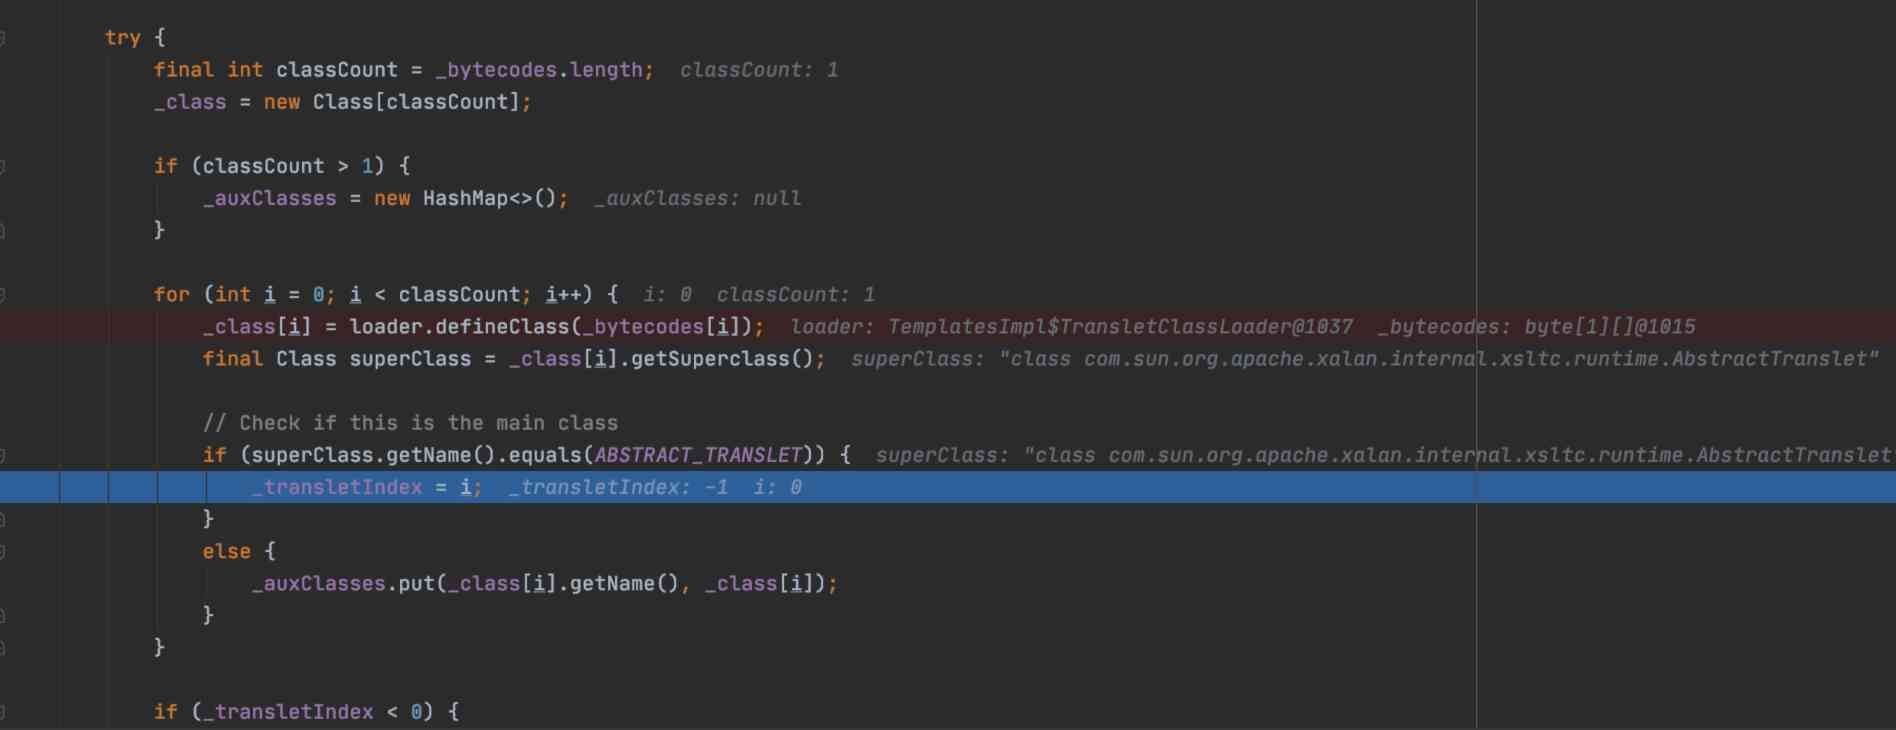 try {
final int classCount = _bytecodes.length;  classCount: 1
_class = new Class[classCount];
if (classCount > 1) {
_auxClasses = new HashMap<>();  _auxClasses: null
}
for (int i = 0; i < classCount; i++) {  i: 0  classCount: 1
_class[i] = loader.defineClass(_bytecodes[i]);  loader: TemplatesImpl$TransletClassLoader@1037  _bytecodes: byte[1][]@1015
final Class superClass = _class[i].getSuperclass();  superClass: "class com.sun.org.apache.xalan.internal.xsltc.runtime.AbstractTranslet"
// Check if this is the main class
if (superClass.getName().equals(ABSTRACT_TRANSLET)) {  superClass: "class com.sun.org.apache.xalan.internal.xsltc.runtime.AbstractTranslet
_transletIndex = i;  _transletIndex: -1  i: 0
}
else {
_auxClasses.put(_class[i].getName(), _class[i]);
}
}
if (_transletIndex < 0) {